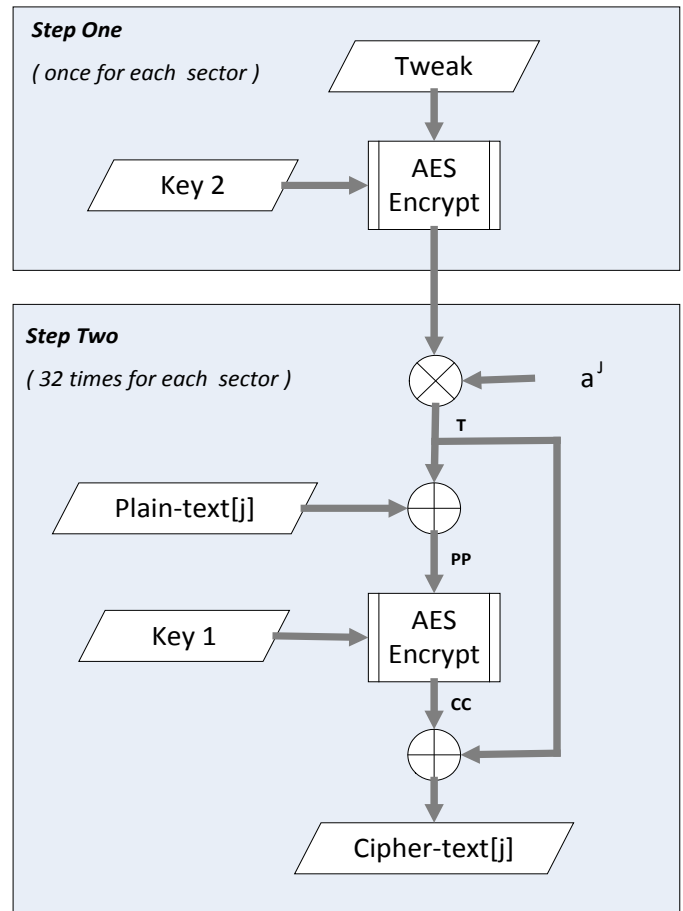 Step One
( once for each sector )
Tweak
Key 2
AES
Encrypt
Step Two
( 32 times for each sector )
a^J
T
Plain-text[j]
PP
Key 1
AES
Encrypt
CC
Cipher-text[j]